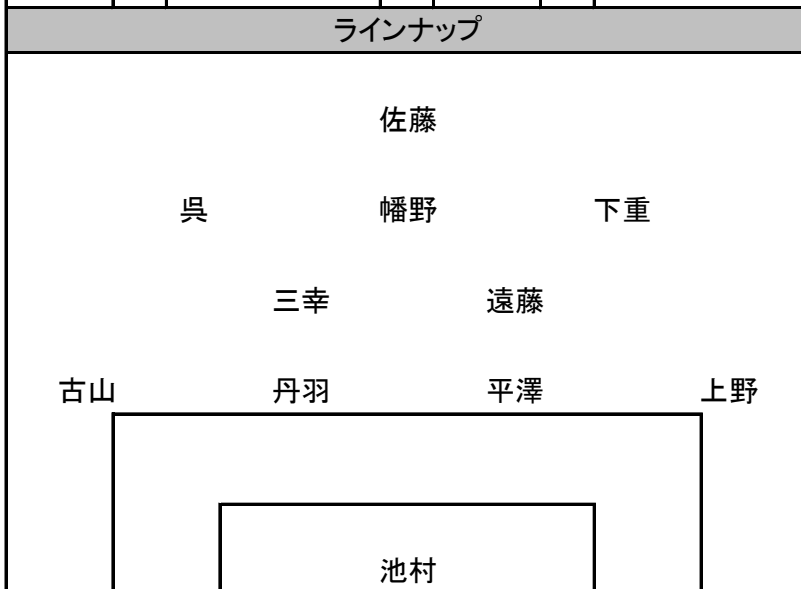 ラインナップ
佐藤
呉 幡野 下重
三幸 遠藤
古山 丹羽 平澤 上野
池村